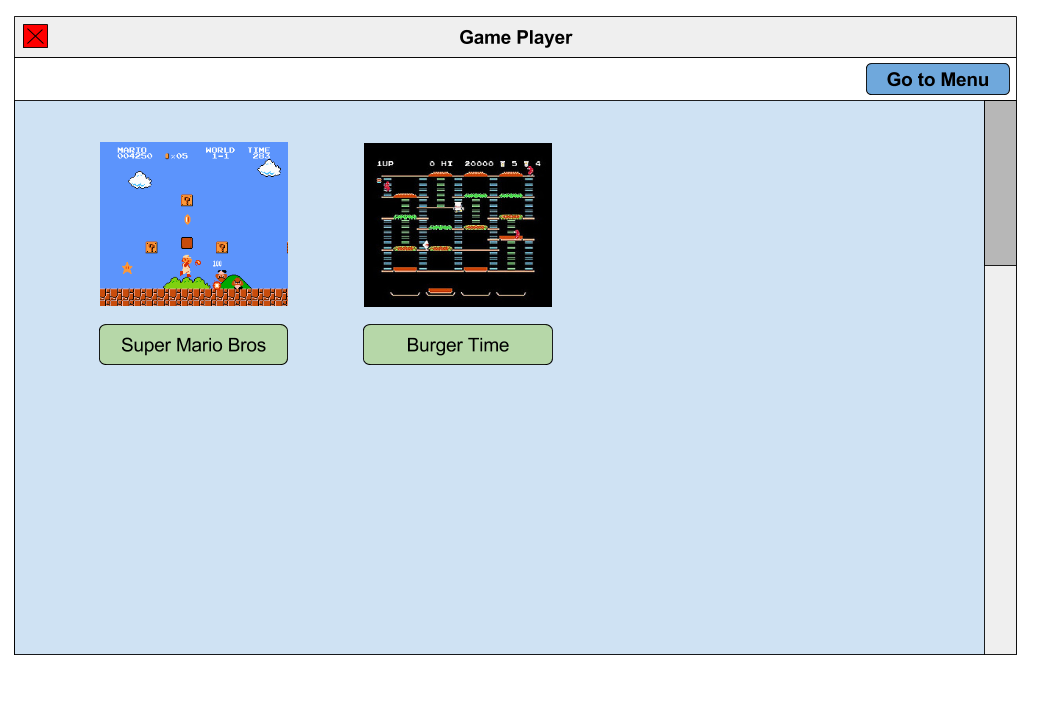 Game Player
Go to Menu
MARIO WORLD TIME
004250 ×05 1-1 283
100
1UP 0 HI 20000 5 4
Super Mario Bros
Burger Time